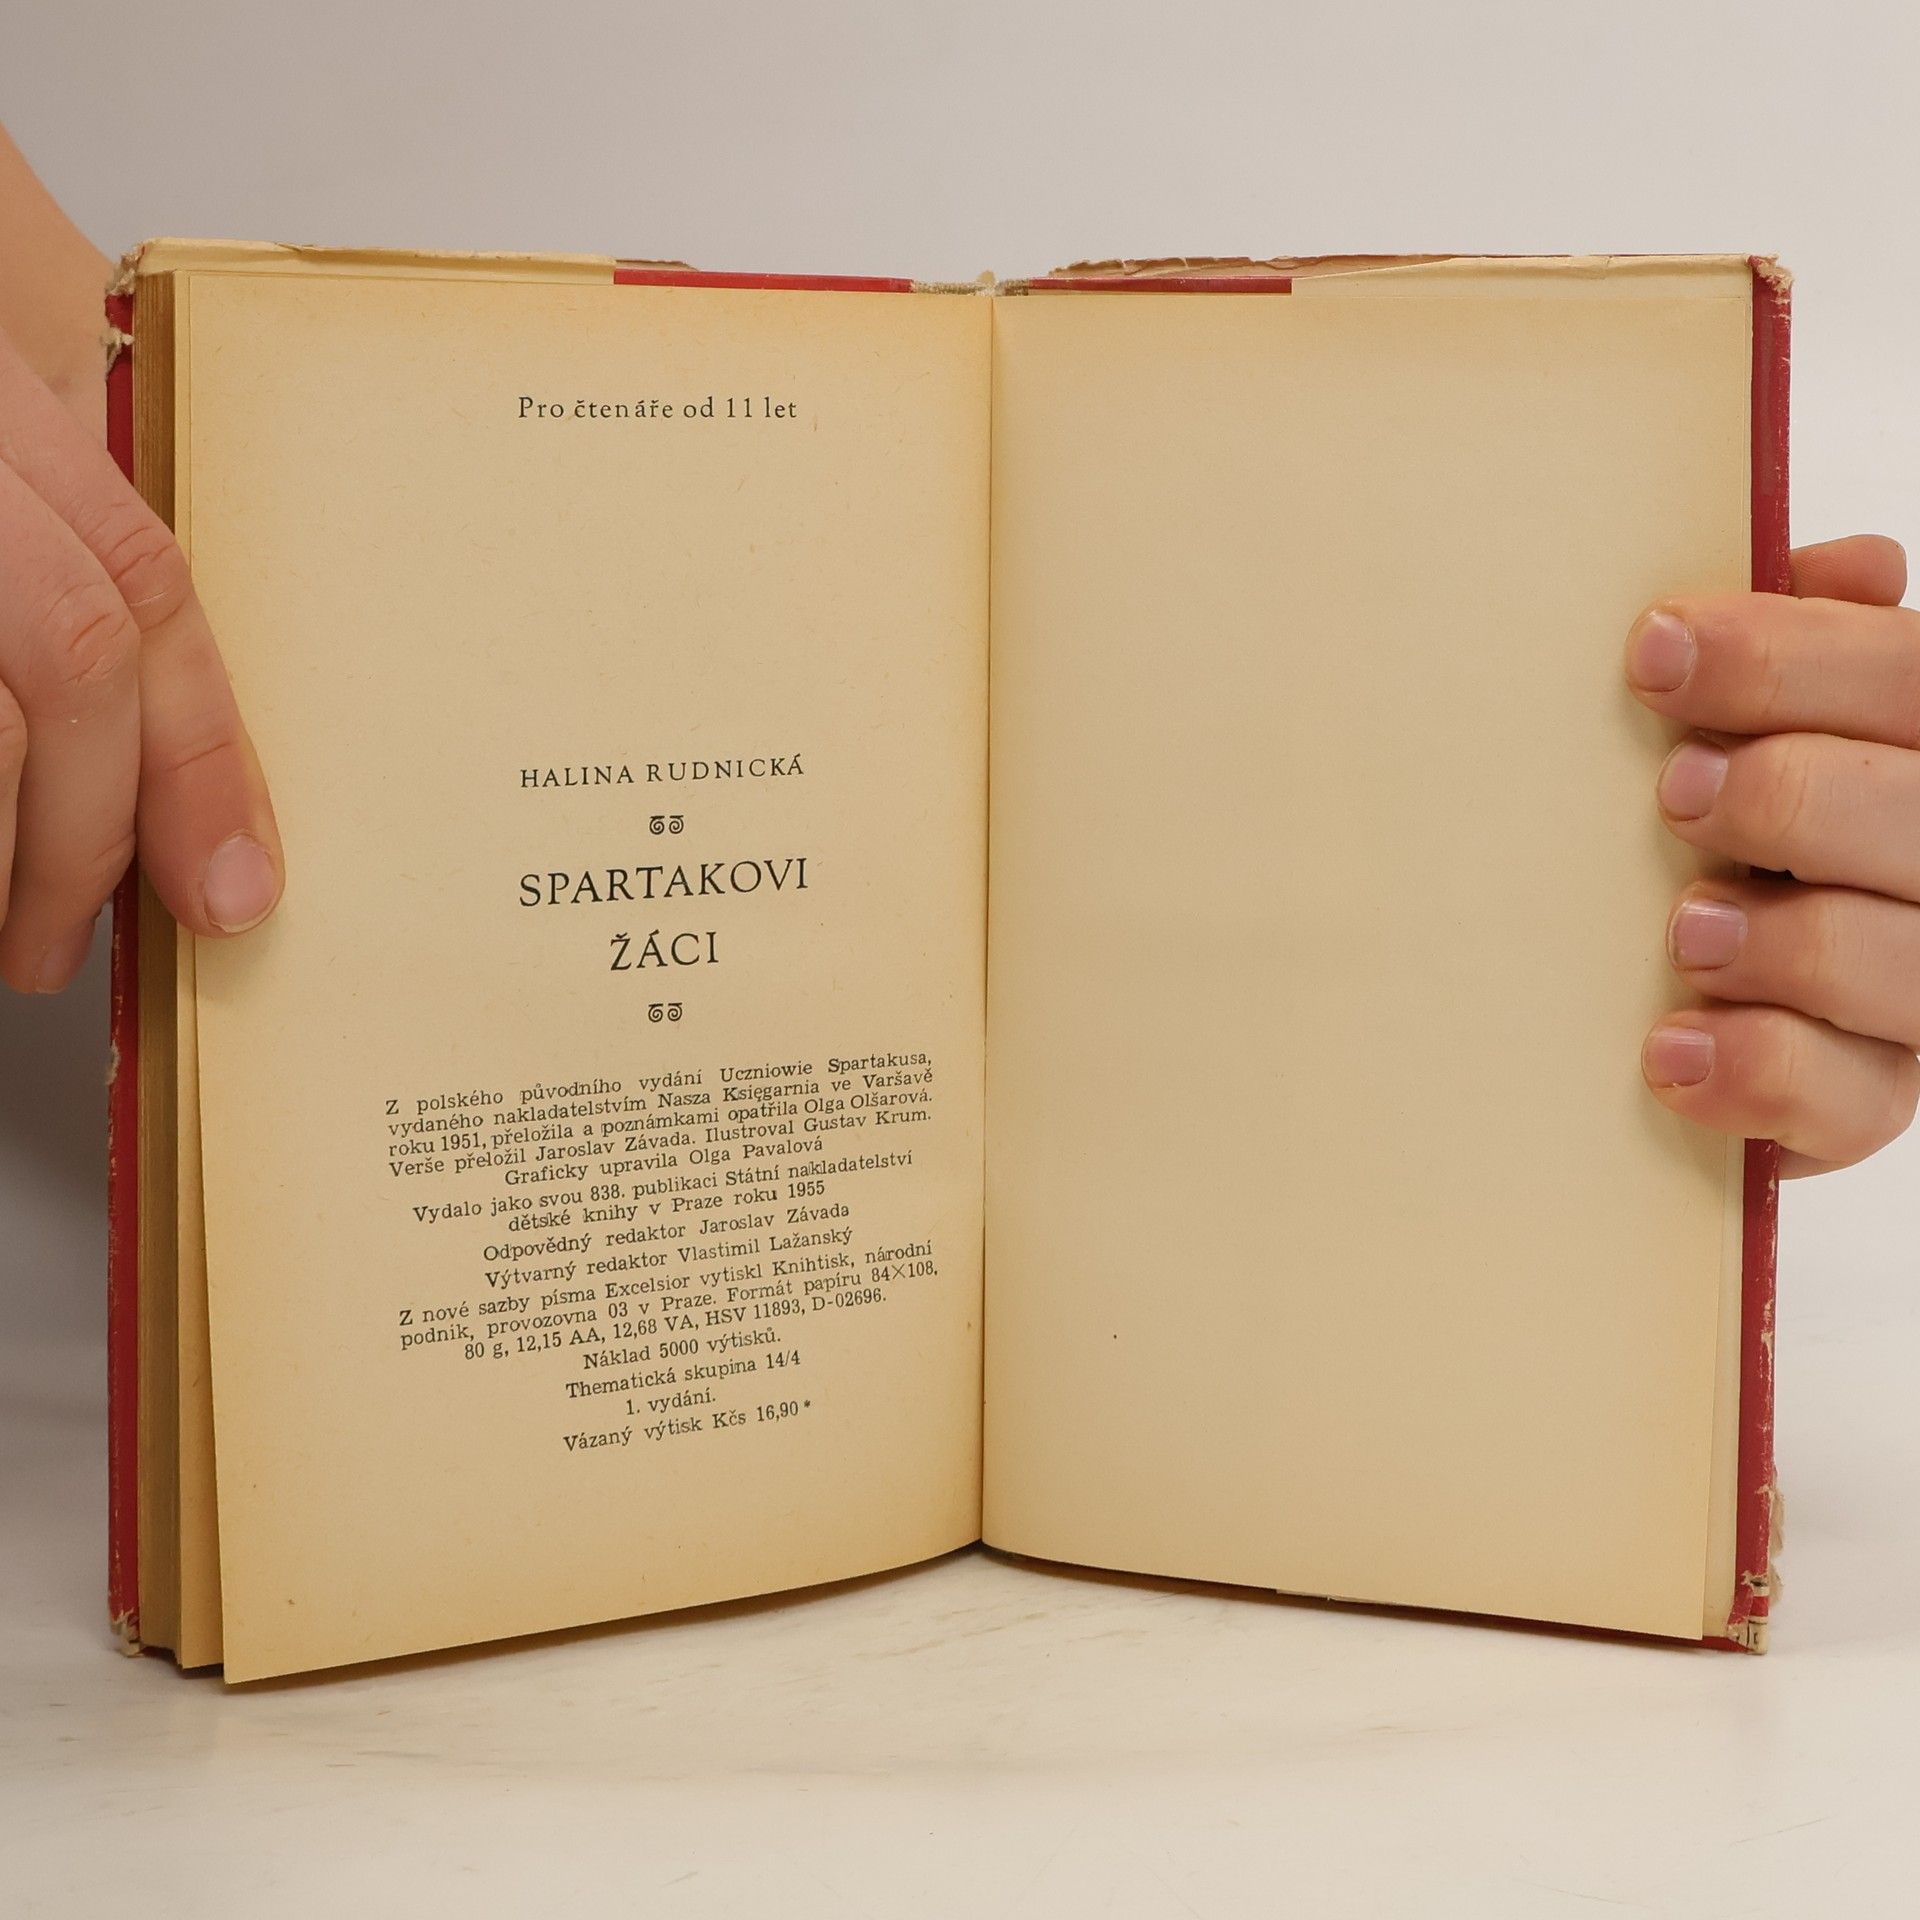 Pro čtenáře od 11 let
HALINA RUDNICKÁ
SPARTAKOVI
ŽÁCI
Z polského původního vydání Uczniowie Spartakusa,
vydaného nakladatelstvím Nasza Księgarnia ve Varšavě
roku 1951, přeložila a poznámkami opatřila Olga Olšarová.
Verše přeložil Jaroslav Závada. Ilustroval Gustav Krum.
Graficky upravila Olga Pavalová
Vydalo jako svou 838. publikaci Státní nakladatelství
dětské knihy v Praze roku 1955
Odpovědný redaktor Jaroslav Závada
Výtvarný redaktor Vlastimil Lažanský
Z nové sazby písma Excelsior vytiskl Knihtisk, národní
podnik, provozovna 03 v Praze. Formát papíru 84×108,
80 g, 12,15 AA, 12,68 VA, HSV 11893, D-02696.
Náklad 5000 výtisků.
Thematická skupina 14/4
1. vydání.
Vázaný výtisk Kčs 16,90*